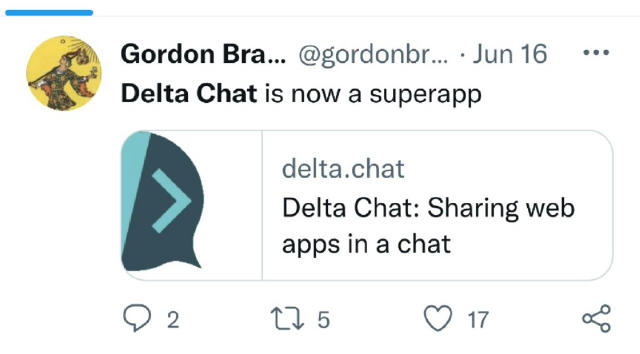 Gordon Bra... @gordonbr... · Jun 16
Delta Chat is now a superapp
delta.chat
Delta Chat: Sharing web
apps in a chat
2 5 17